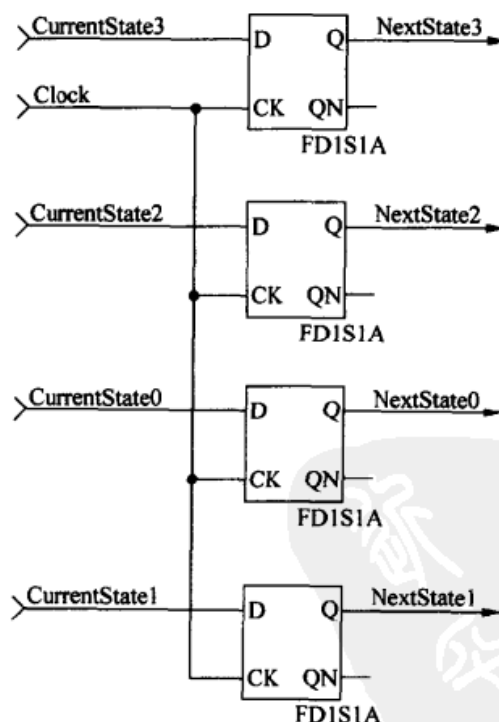 CurrentState3
D
Q
NextState3
Clock
CK
QN
FD1S1A
CurrentState2
D
Q
NextState2
CK
QN
FD1S1A
CurrentState0
D
Q
NextState0
CK
QN
FD1S1A
CurrentState1
D
Q
NextState1
CK
QN
FD1S1A